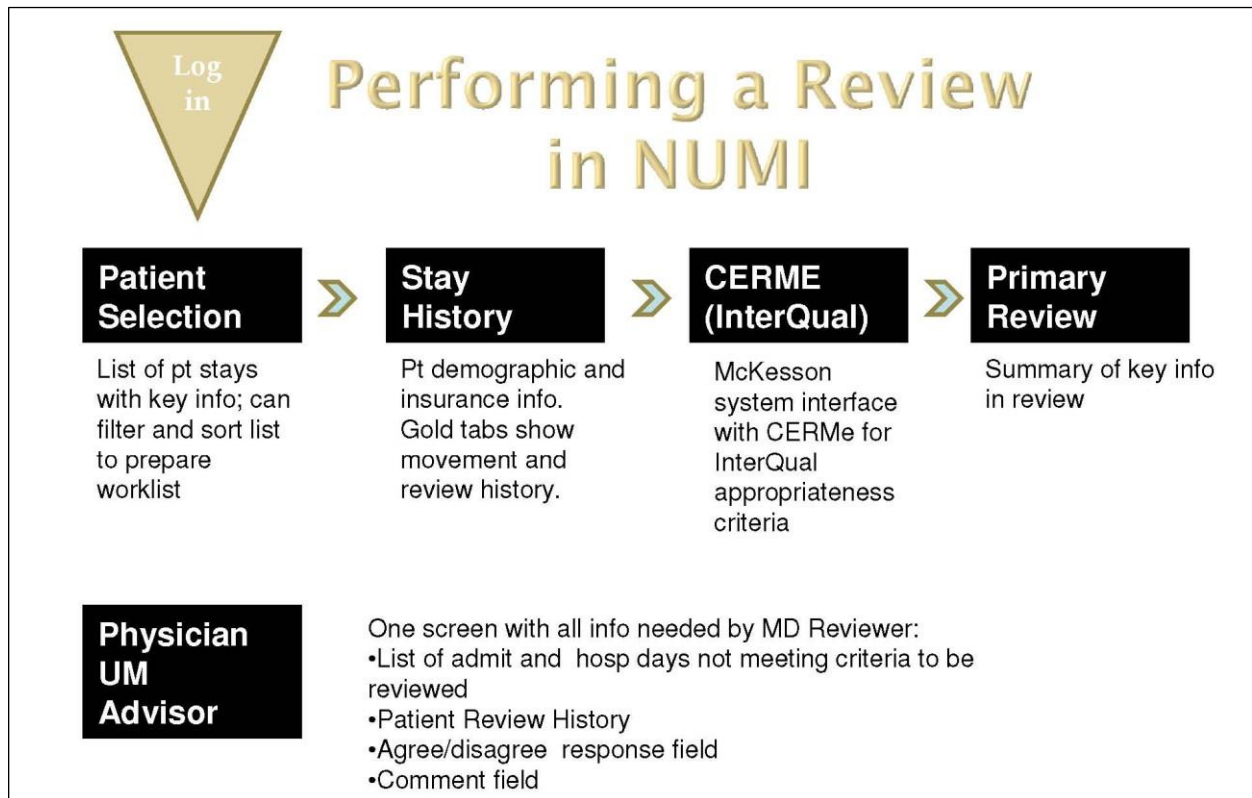 Log
in
Performing a Review
in NUMI
Patient
Selection
List of pt stays
with key info; can
filter and sort list
to prepare
worklist
Stay
History
Pt demographic and
insurance info.
Gold tabs show
movement and
review history.
CERME
(InterQual)
McKesson
system interface
with CERMe for
InterQual
appropriateness
criteria
Primary
Review
Summary of key info
in review
Physician
UM
Advisor
One screen with all info needed by MD Reviewer:
•List of admit and hosp days not meeting criteria to be
reviewed
•Patient Review History
•Agree/disagree response field
•Comment field